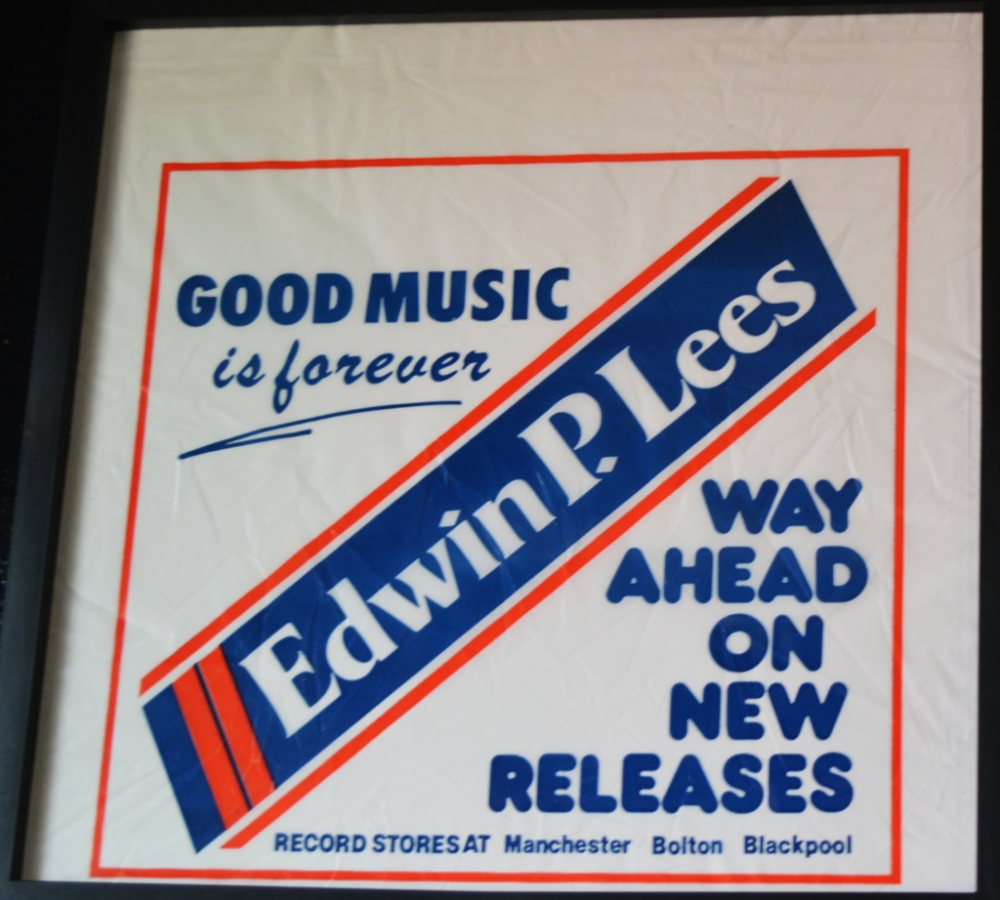 GOOD MUSIC
is forever
Edwin P. Lees
WAY
AHEAD
ON
NEW
RELEASES
RECORD STORES AT Manchester Bolton Blackpool